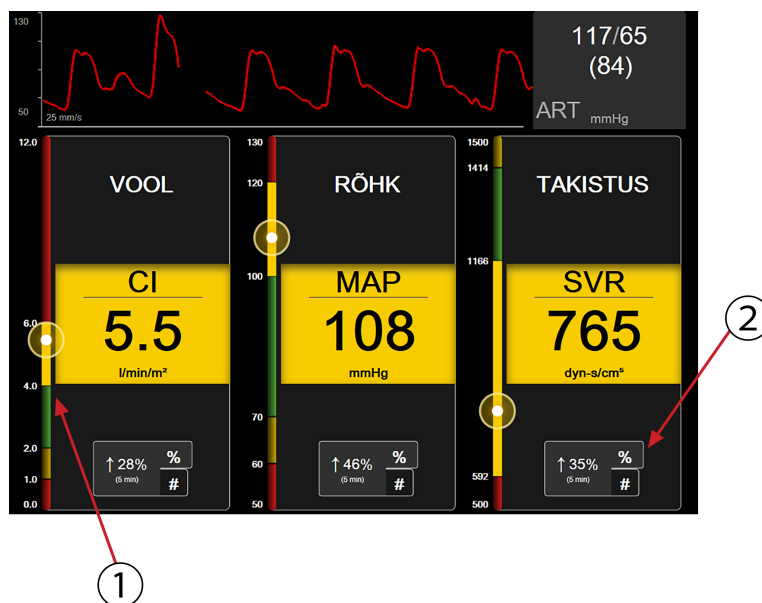 130
50
25 mm/s
117/65
(84)
ART mmHg
12.0
6.0
4.0
2.0
1.0
0.0
VOOL
CI
5.5
l/min/m²
↑28%
(5 min)
%
#
130
120
100
70
60
50
RÕHK
MAP
108
mmHg
↑46%
(5 min)
%
#
1500
1414
1166
592
500
TAKISTUS
SVR
765
dyn-s/cm⁵
↑35%
(5 min)
%
#
1
2